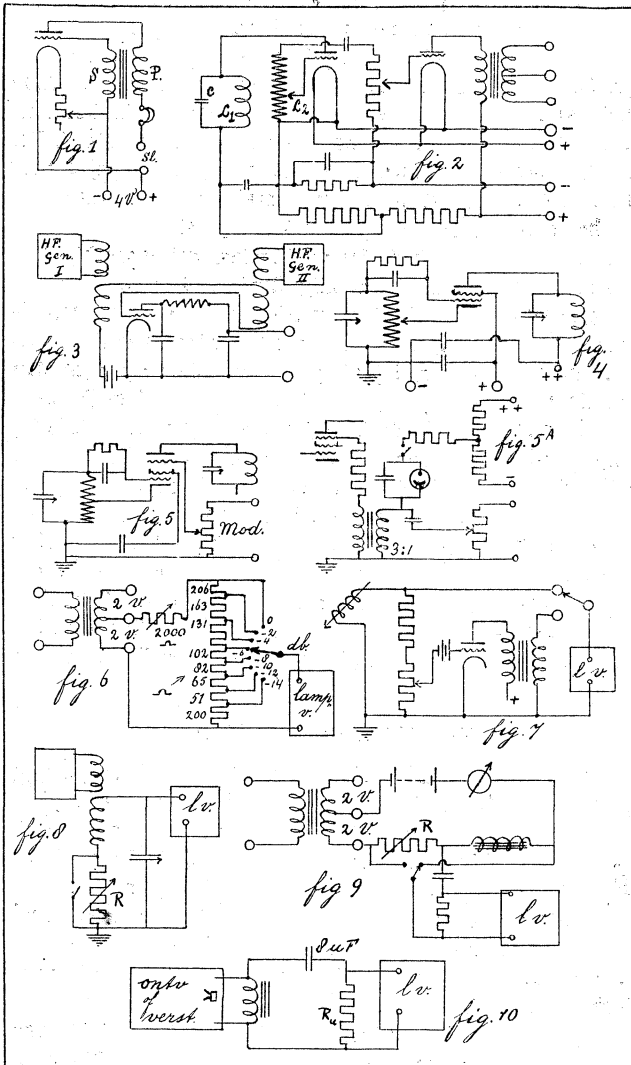 S
P.
fig. 1
Sl.
- 4V +
C
L1
L2
fig. 2
-
+
-
+
H.F.
Gen.
I
H.F.
Gen.
II
fig. 3
fig.
4
-
+
++
fig. 5
Mod.
++
fig. 5A
3:1
2 v.
2 v.
2000
206
163
131
102
82
65
51
200
0
-2
-4
-6
-8
-10
-12
-14
db.
lamp
v.
fig. 6
+
l v.
fig. 7
l v.
R
fig. 8
2 v.
2 v.
R
l v.
fig 9
ontv
of
verst.
8 uF
Ru
l v.
fig. 10